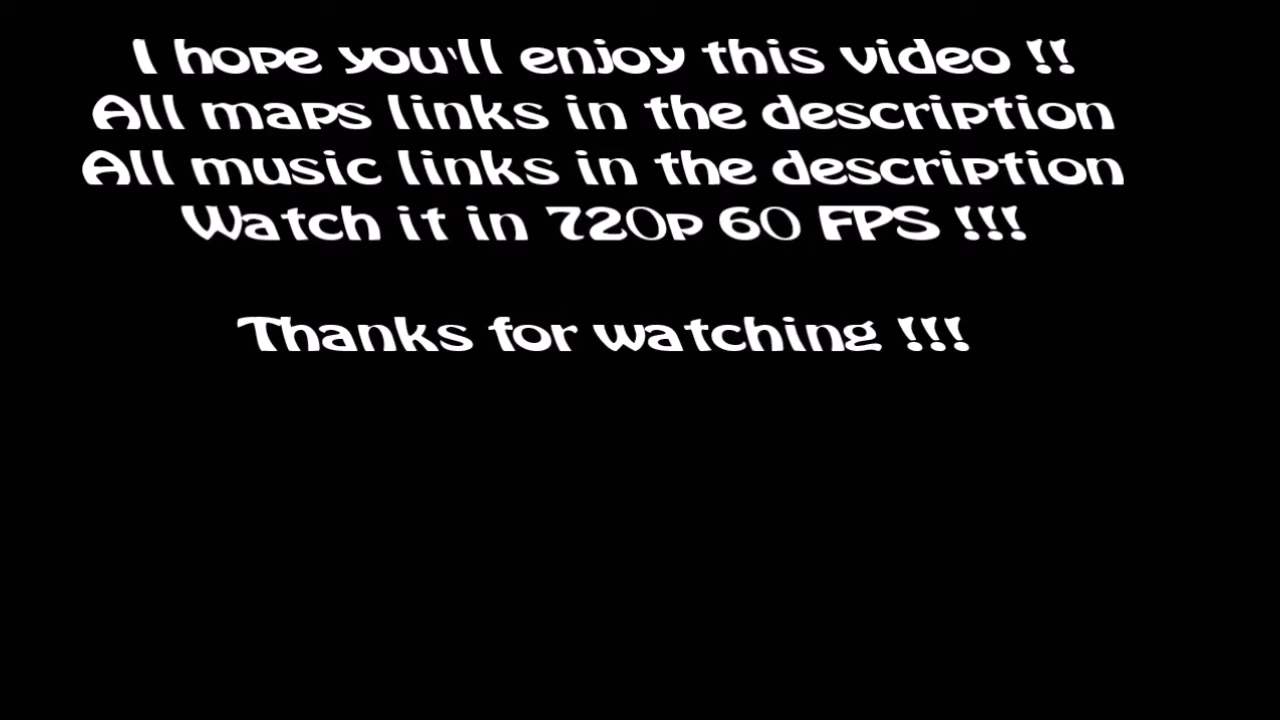 I hope you'll enjoy this video !!
All maps links in the description
All music links in the description
Watch it in 720p 60 FPS !!!
Thanks for watching !!!